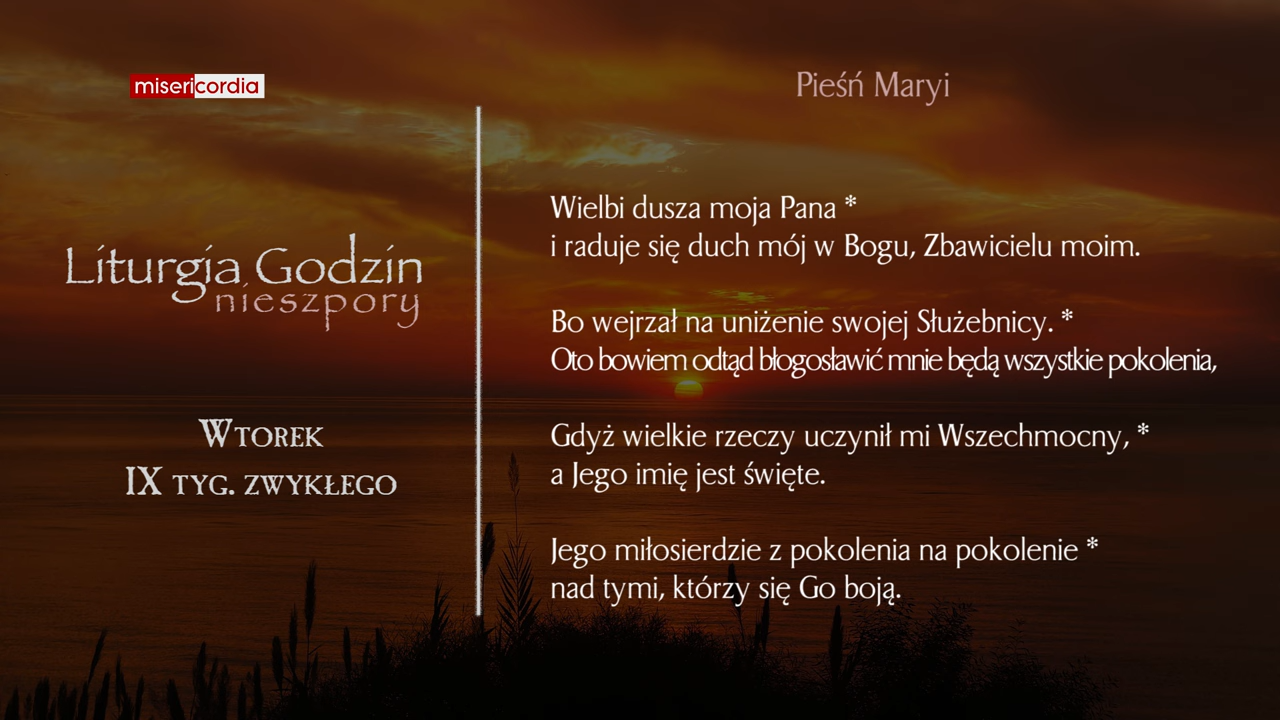 misericordia
Liturgia Godzin
nieszpory
Wtorek
IX tyg. zwykłego
Pieśń Maryi
Wielbi dusza moja Pana *
i raduje się duch mój w Bogu, Zbawicielu moim.
Bo wejrzał na uniżenie swojej Służebnicy. *
Oto bowiem odtąd błogosławić mnie będą wszystkie pokolenia,
Gdyż wielkie rzeczy uczynił mi Wszechmocny, *
a Jego imię jest święte.
Jego miłosierdzie z pokolenia na pokolenie *
nad tymi, którzy się Go boją.